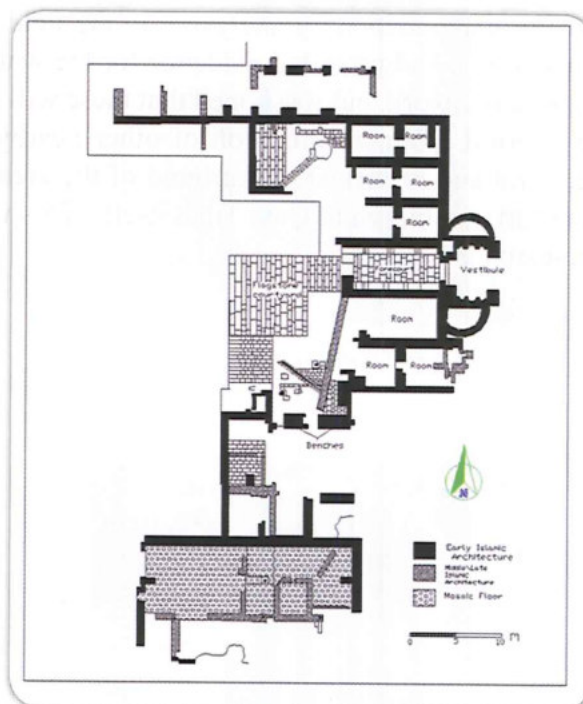 Room
Room
Room
Room
Room
Vestibule
Flagstone
Room
Room
Room
Benches
N
Early Islamic
Architecture
Middle-Late
Islamic
Architecture
Mosaic Floor
0 5 10 M